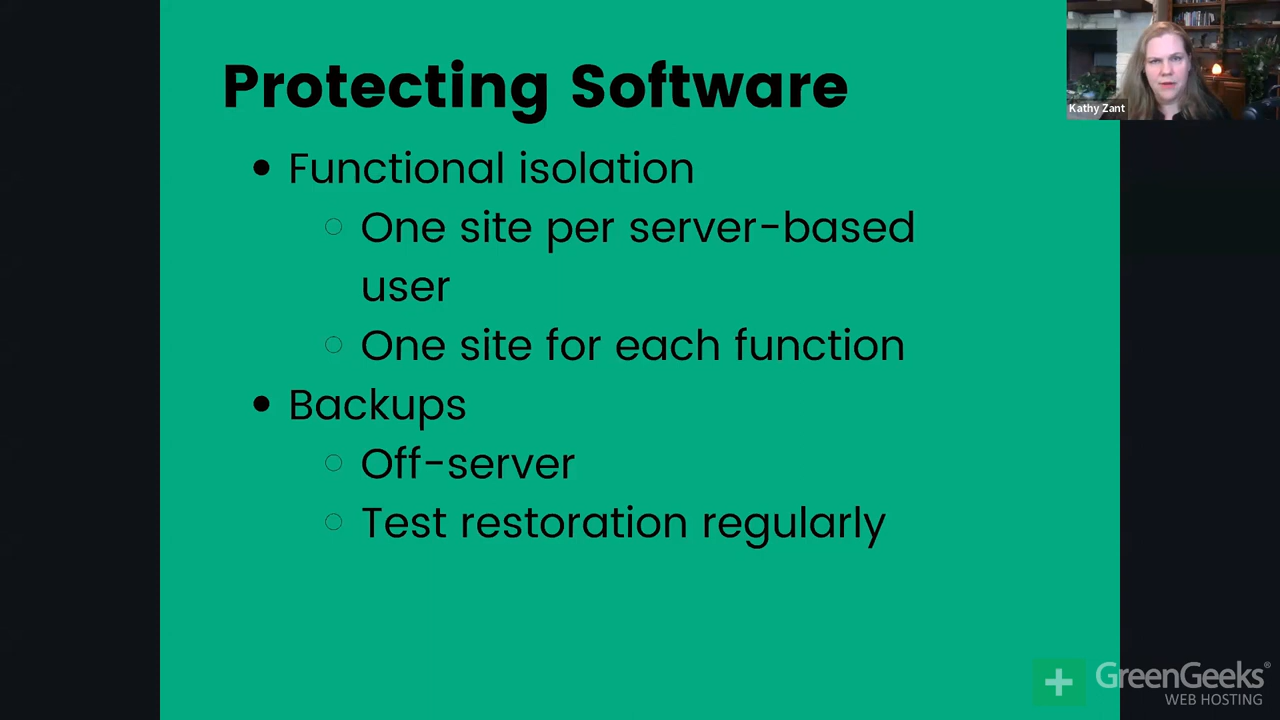 Protecting Software
Kathy Zant
• Functional isolation
○ One site per server-based
user
○ One site for each function
• Backups
○ Off-server
○ Test restoration regularly
GreenGeeks®
WEB HOSTING